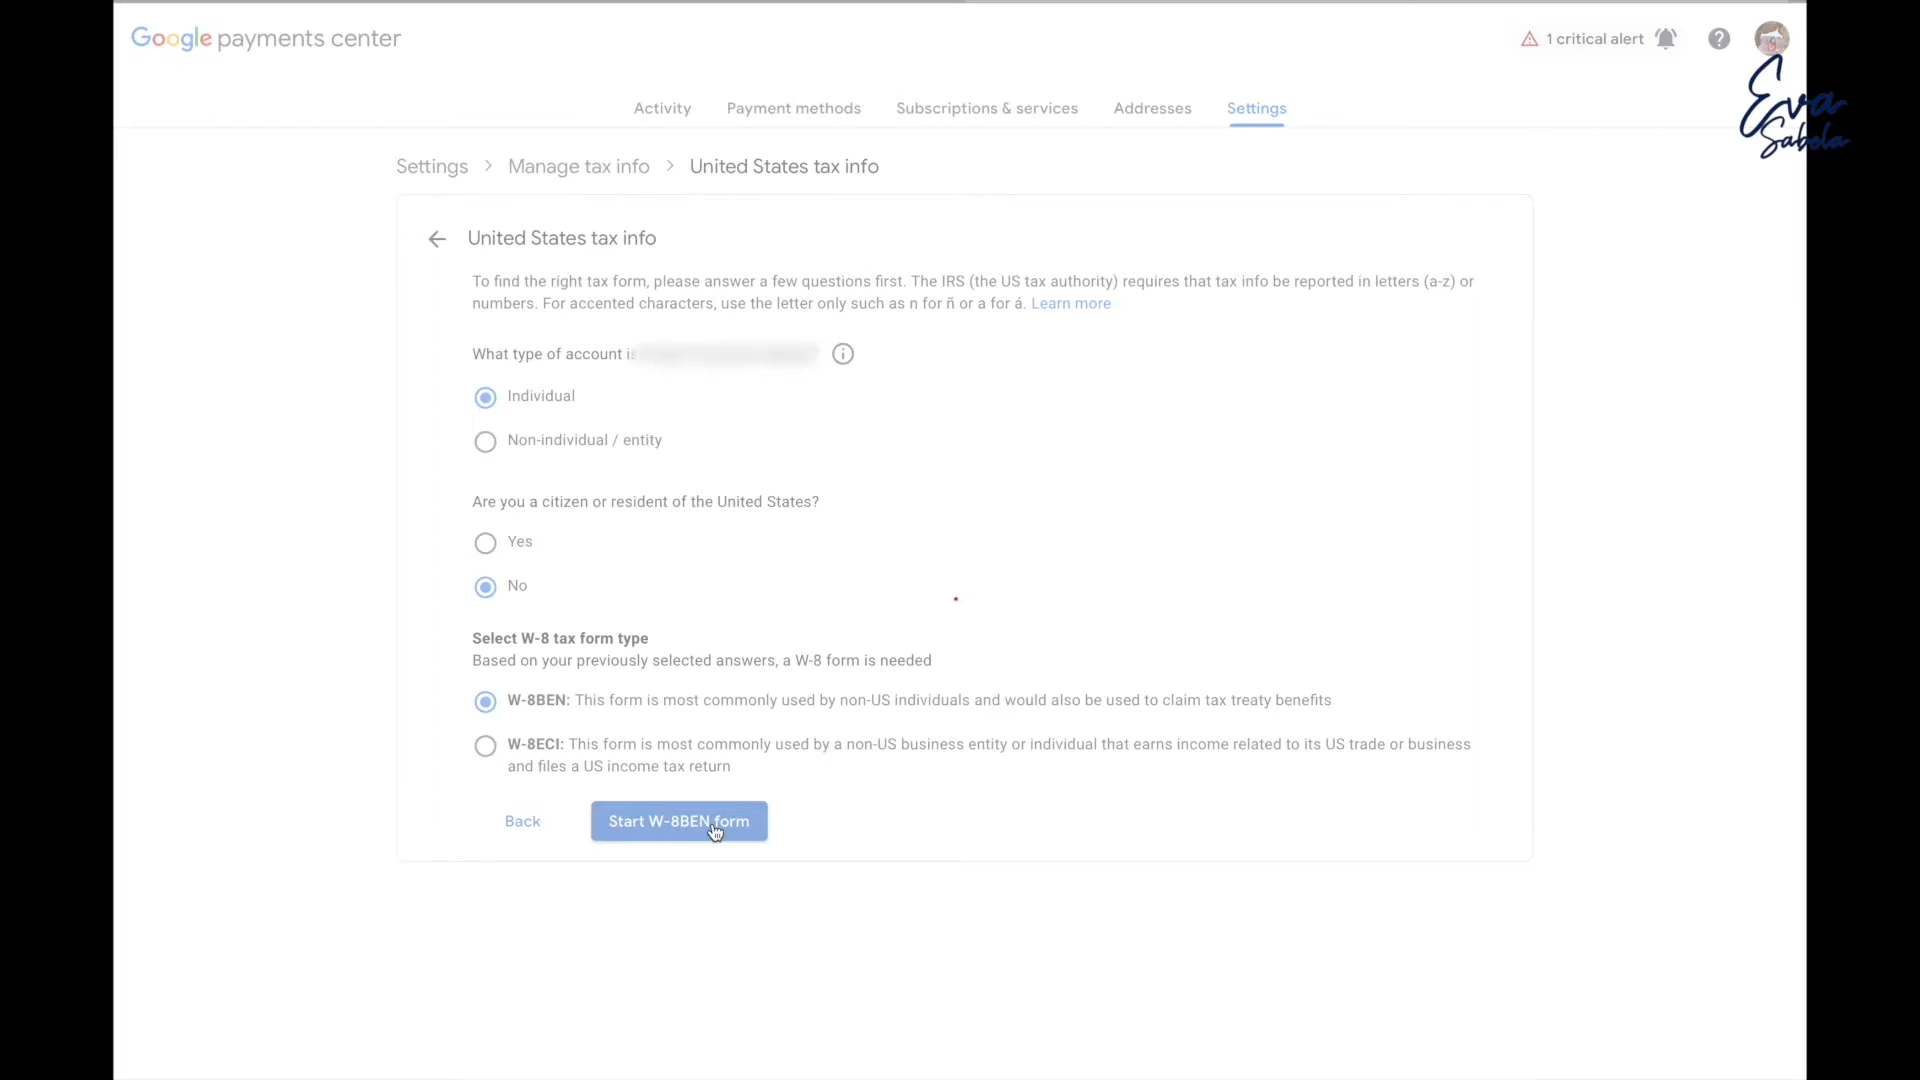 Google payments center
1 critical alert
Eva
Sabela
Activity
Payment methods
Subscriptions & services
Addresses
Settings
Settings > Manage tax info > United States tax info
United States tax info
To find the right tax form, please answer a few questions first. The IRS (the US tax authority) requires that tax info be reported in letters (a-z) or
numbers. For accented characters, use the letter only such as n for ñ or a for á. Learn more
What type of account is
Individual
Non-individual / entity
Are you a citizen or resident of the United States?
Yes
No
Select W-8 tax form type
Based on your previously selected answers, a W-8 form is needed
W-8BEN: This form is most commonly used by non-US individuals and would also be used to claim tax treaty benefits
W-8ECI: This form is most commonly used by a non-US business entity or individual that earns income related to its US trade or business
and files a US income tax return
Back
Start W-8BEN form